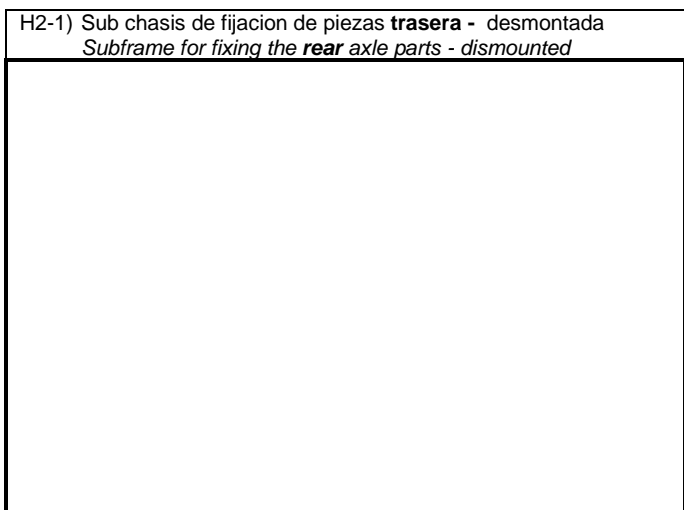 H2-1) Sub chasis de fijacion de piezas trasera - desmontada
Subframe for fixing the rear axle parts - dismounted